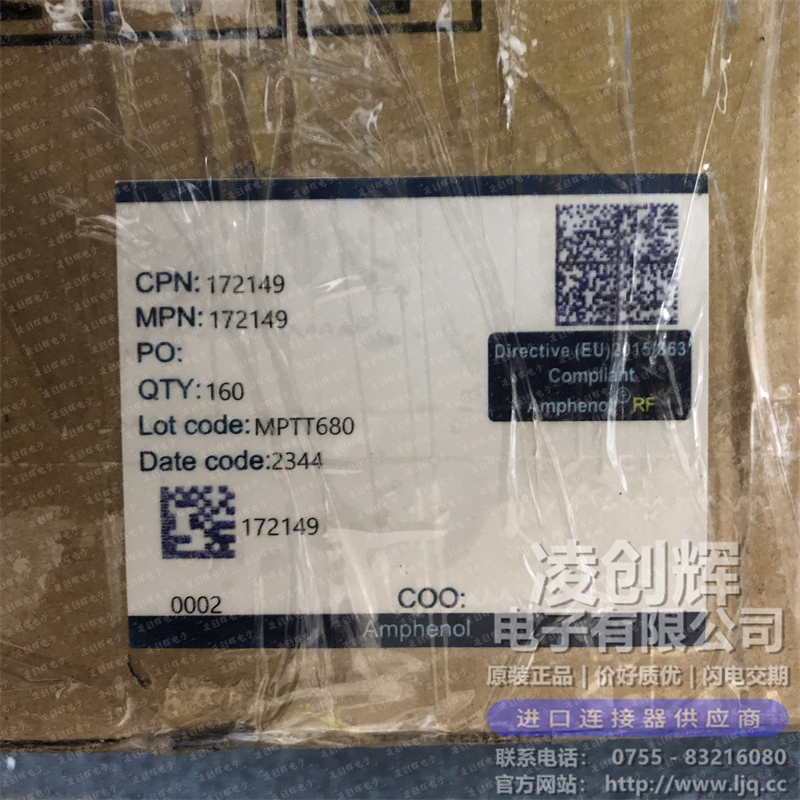 CPN: 172149
MPN: 172149
PO:
QTY: 160
Lot code: MPTT680
Date code: 2344
172149
0002
COO:
Amphenol
Directive (EU) 2015/863
Compliant
Amphenol RF
凌创辉
电子有限公司
原装正品 | 价好质优 | 闪电交期
进口连接器供应商
联系电话: 0755 - 83216080
官方网站: http://www.ljq.cc